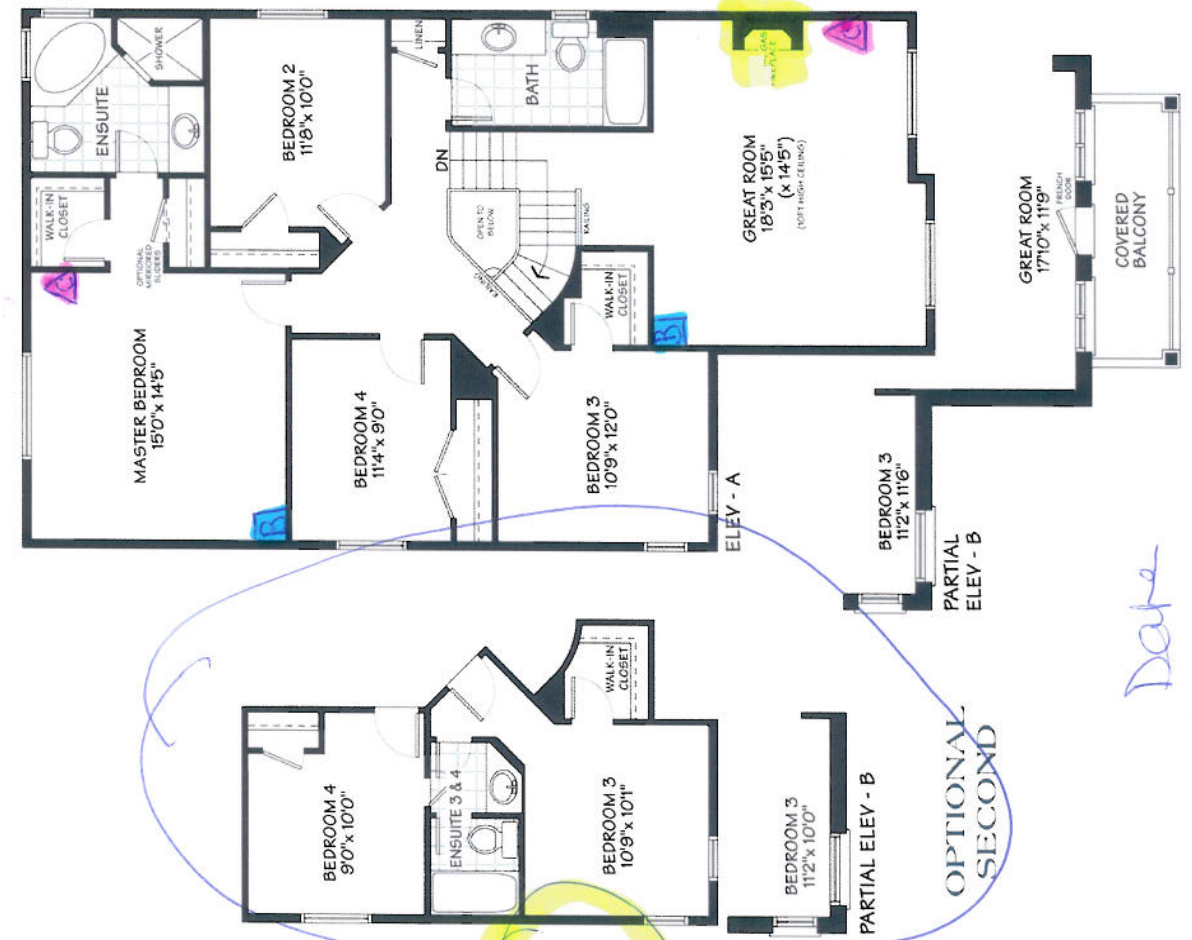 SHOWER
ENSUITE
WALK-IN
CLOSET
OPTIONAL
MIRRORED
SLIDERS
BEDROOM 2
11'8"x 10'0"
LINEN
BATH
DN
OPEN TO
BELOW
RAILING
RAILING
GAS
FIREPLACE
C
GREAT ROOM
18'3"x 15'5"
(x 14'5")
(10FT HIGH CEILING)
C
MASTER BEDROOM
15'0"x 14'5"
B
BEDROOM 4
11'4"x 9'0"
WALK-IN
CLOSET
B
BEDROOM 3
10'9"x 12'0"
ELEV - A
GREAT ROOM
17'10"x 11'9"
FRENCH
DOOR
COVERED
BALCONY
BEDROOM 3
11'2"x 11'6"
PARTIAL
ELEV - B
BEDROOM 4
9'0"x 10'0"
ENSUITE 3 & 4
WALK-IN
CLOSET
BEDROOM 3
10'9"x 10'1"
BEDROOM 3
11'2"x 10'0"
PARTIAL ELEV - B
OPTIONAL
SECOND